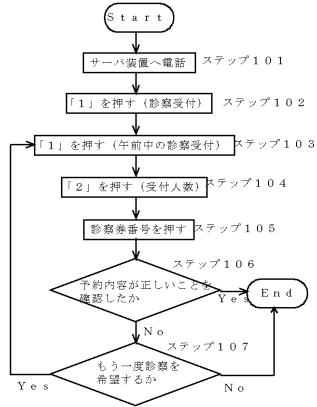 Start
サーバ装置へ電話 ステップ101
「1」を押す（診察受付） ステップ102
「1」を押す（午前中の診察受付） ステップ103
「2」を押す（受付人数） ステップ104
診察券番号を押す ステップ105
ステップ106
予約内容が正しいことを
確認したか
Yes
End
No
ステップ107
もう一度診察を
希望するか
Yes
No